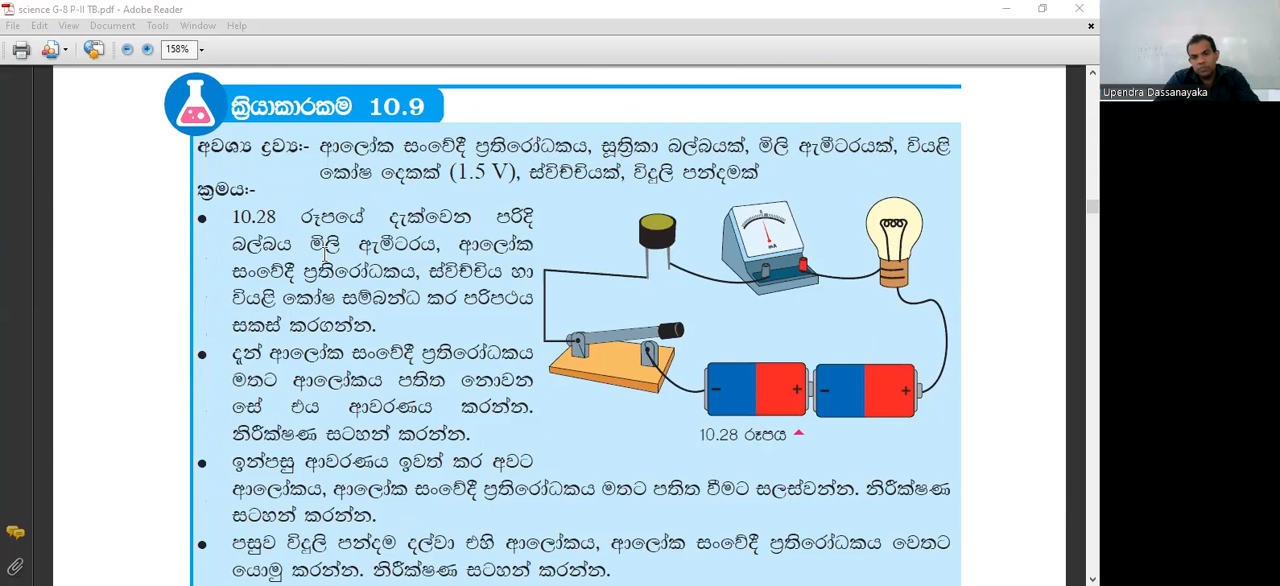 science G-8 P-II TB.pdf - Adobe Reader
File Edit View Document Tools Window Help
158%
Upendra Dassanayaka
ක්‍රියාකාරකම 10.9
අවශ්‍ය ද්‍රව්‍ය:- ආලෝක සංවේදී ප්‍රතිරෝධකය, සූත්‍රිකා බල්බයක්, මිලි ඇමීටරයක්, වියළි
කෝෂ දෙකක් (1.5 V), ස්විච්චියක්, විදුලි පන්දමක්
ක්‍රමය:-
● 10.28 රූපයේ දැක්වෙන පරිදි
බල්බය මිලි ඇමීටරය, ආලෝක
සංවේදී ප්‍රතිරෝධකය, ස්විච්චිය හා
වියළි කෝෂ සම්බන්ධ කර පරිපථය
සකස් කරගන්න.
● දැන් ආලෝක සංවේදී ප්‍රතිරෝධකය
මතට ආලෝකය පතිත නොවන
සේ එය ආවරණය කරන්න.
නිරීක්ෂණ සටහන් කරන්න.
mA
- + - +
10.28 රූපය
● ඉන්පසු ආවරණය ඉවත් කර අවට
ආලෝකය, ආලෝක සංවේදී ප්‍රතිරෝධකය මතට පතිත වීමට සලස්වන්න. නිරීක්ෂණ
සටහන් කරන්න.
● පසුව විදුලි පන්දම දල්වා එහි ආලෝකය, ආලෝක සංවේදී ප්‍රතිරෝධකය වෙතට
යොමු කරන්න. නිරීක්ෂණ සටහන් කරන්න.